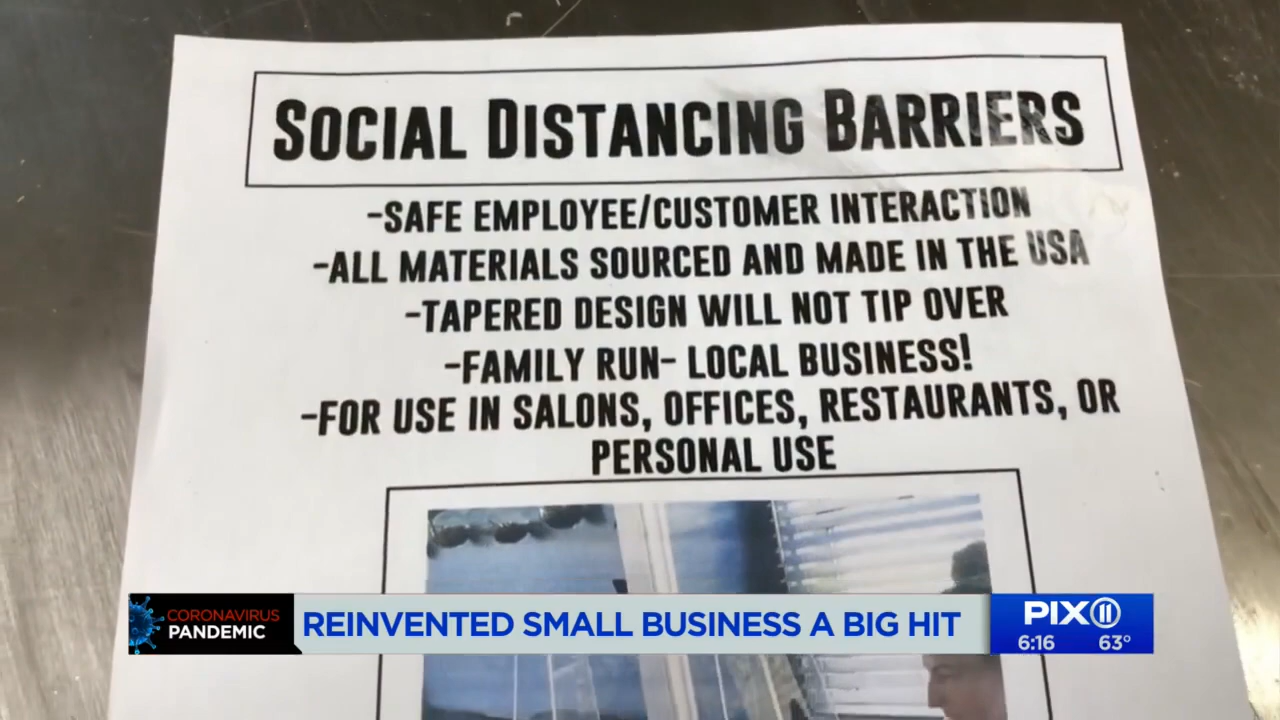 SOCIAL DISTANCING BARRIERS
-SAFE EMPLOYEE/CUSTOMER INTERACTION
-ALL MATERIALS SOURCED AND MADE IN THE USA
-TAPERED DESIGN WILL NOT TIP OVER
-FAMILY RUN- LOCAL BUSINESS!
-FOR USE IN SALONS, OFFICES, RESTAURANTS, OR
PERSONAL USE
CORONAVIRUS
PANDEMIC
REINVENTED SMALL BUSINESS A BIG HIT
PIX 11
6:16 63°